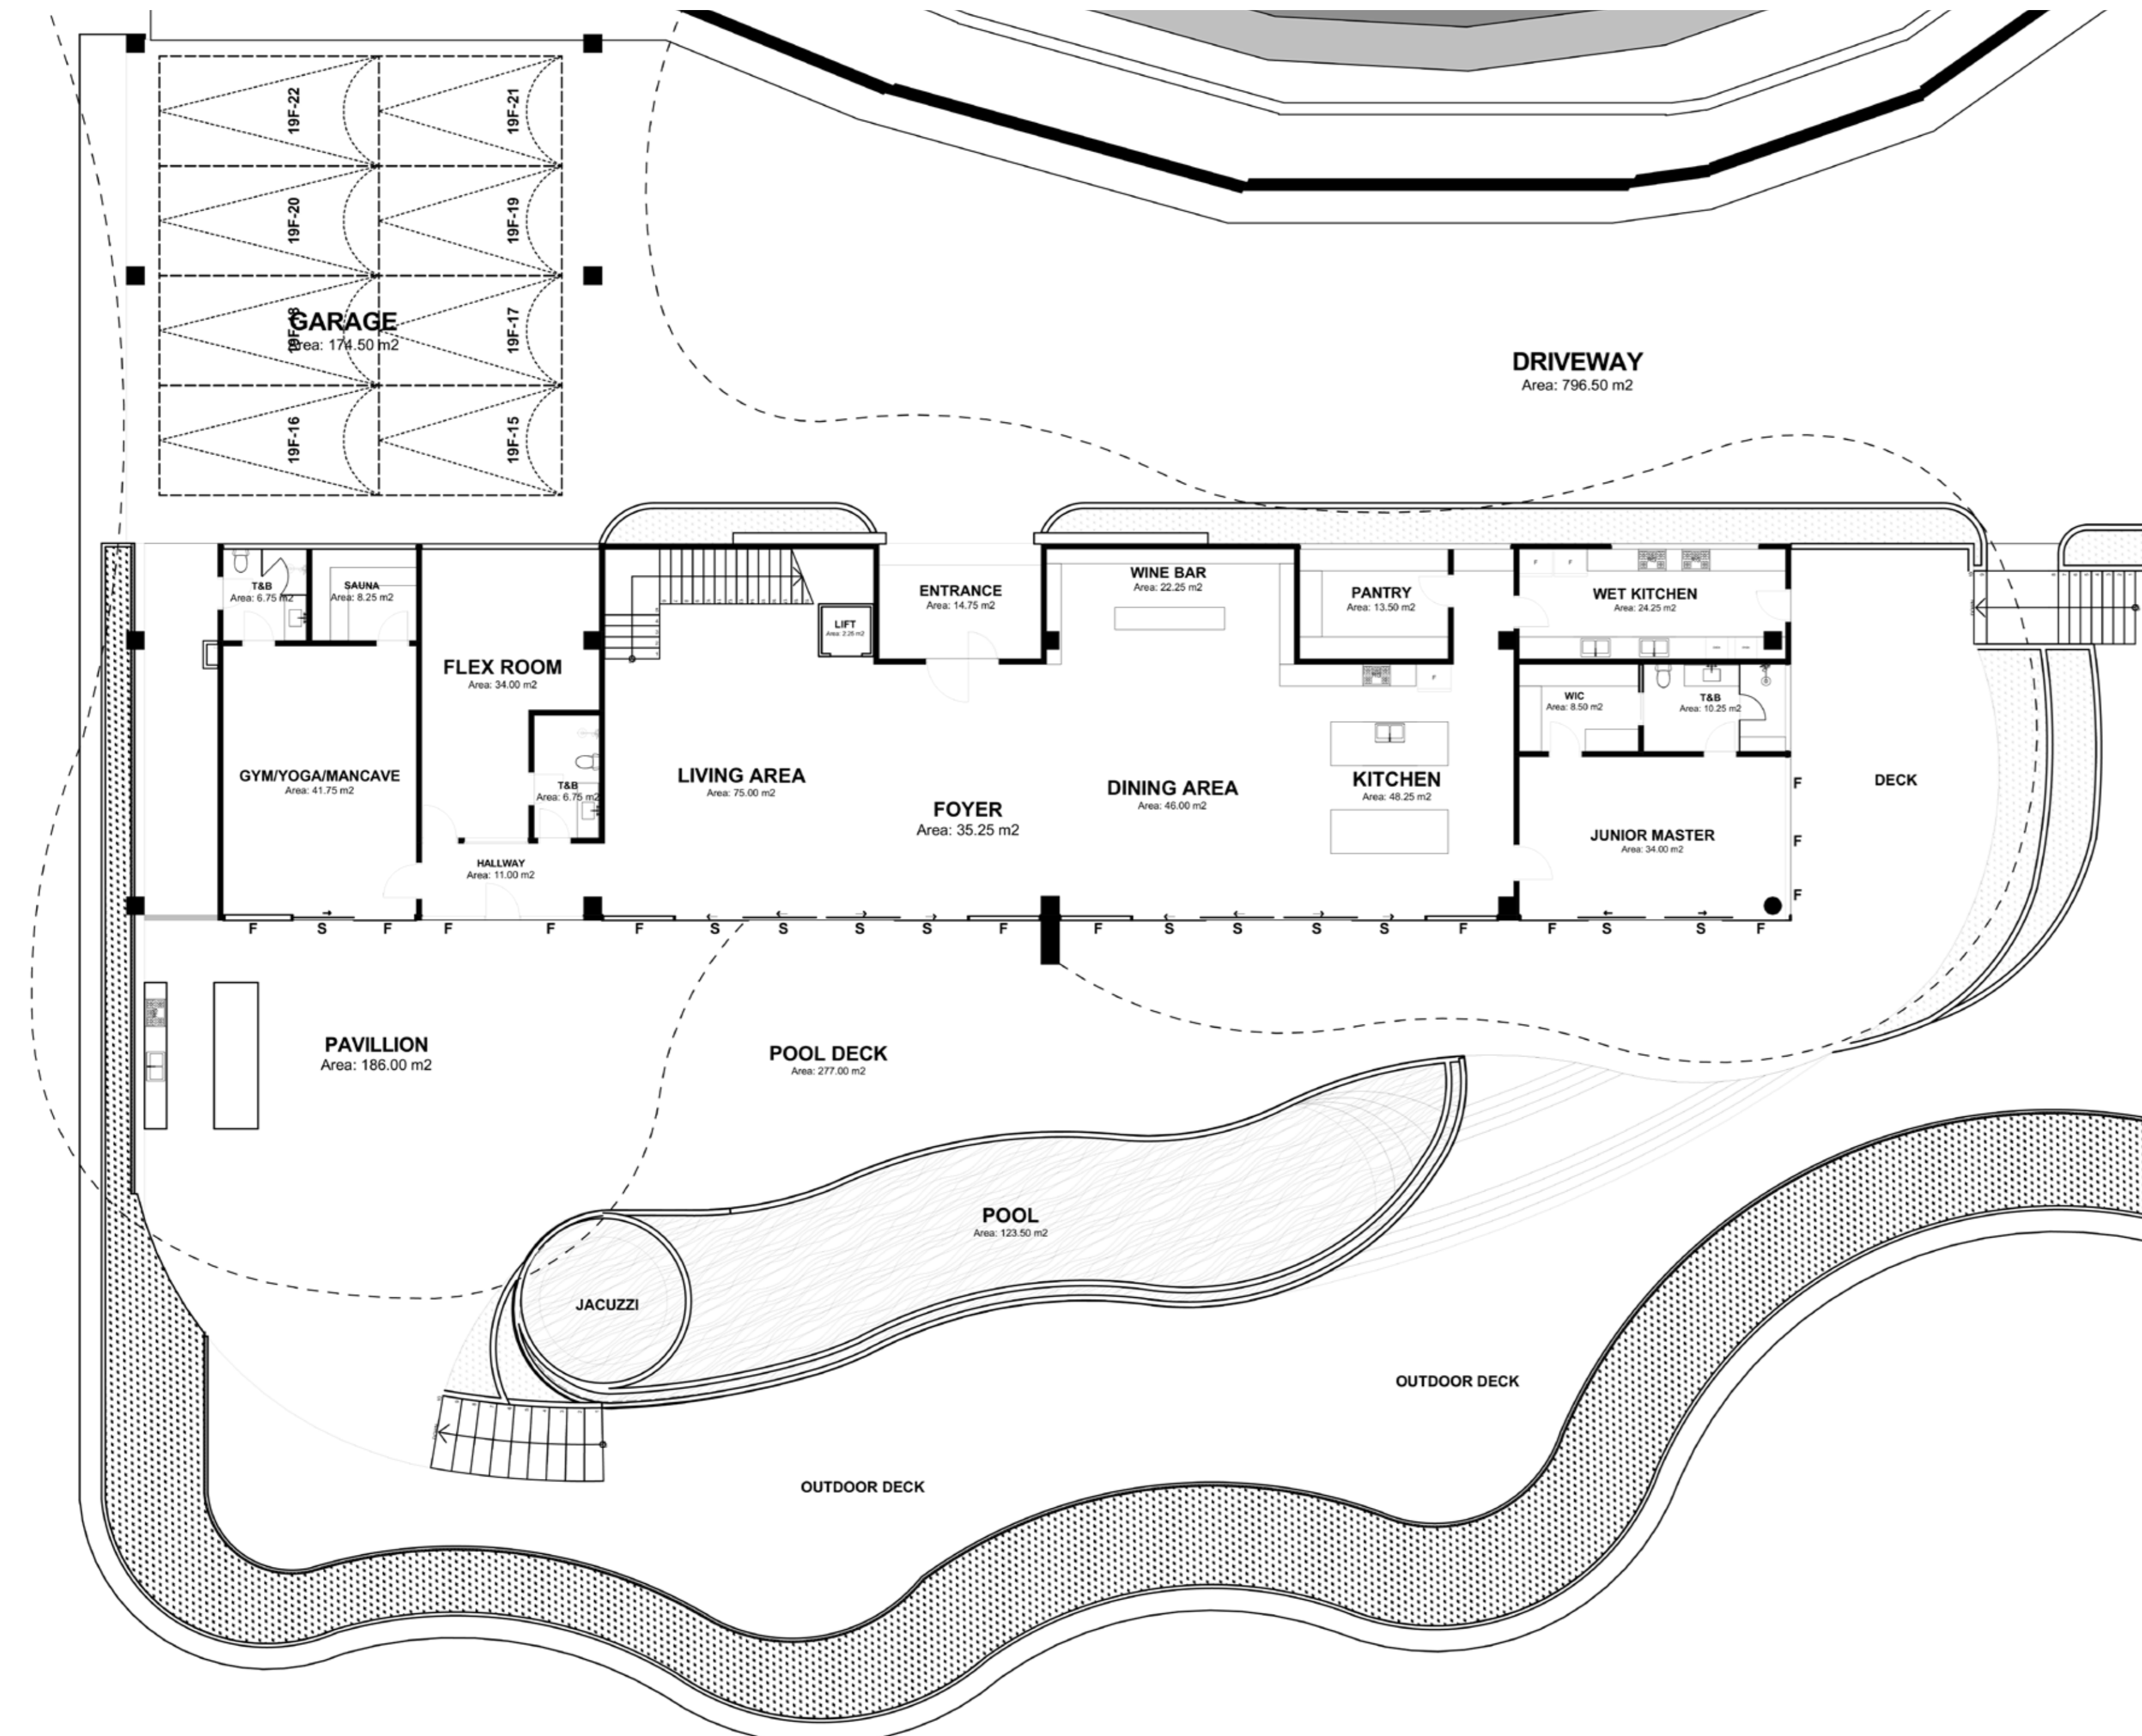 19F-22
19F-21
19F-20
19F-19
19F-18
19F-17
GARAGE
Area: 174.50 m2
19F-16
19F-15
DRIVEWAY
Area: 796.50 m2
T&B
Area: 6.75 m2
SAUNA
Area: 8.25 m2
ENTRANCE
Area: 14.75 m2
LIFT
Area: 2.25 m2
WINE BAR
Area: 22.25 m2
PANTRY
Area: 13.50 m2
F F
WET KITCHEN
Area: 24.25 m2
FLEX ROOM
Area: 34.00 m2
F
WIC
Area: 8.50 m2
T&B
Area: 10.25 m2
GYM/YOGA/MANCAVE
Area: 41.75 m2
T&B
Area: 6.75 m2
LIVING AREA
Area: 75.00 m2
FOYER
Area: 35.25 m2
DINING AREA
Area: 46.00 m2
KITCHEN
Area: 48.25 m2
DECK
F
F
F
JUNIOR MASTER
Area: 34.00 m2
HALLWAY
Area: 11.00 m2
F S F F F F S S S S F F S S S S F F S S F
PAVILLION
Area: 186.00 m2
POOL DECK
Area: 277.00 m2
POOL
Area: 123.50 m2
JACUZZI
OUTDOOR DECK
OUTDOOR DECK